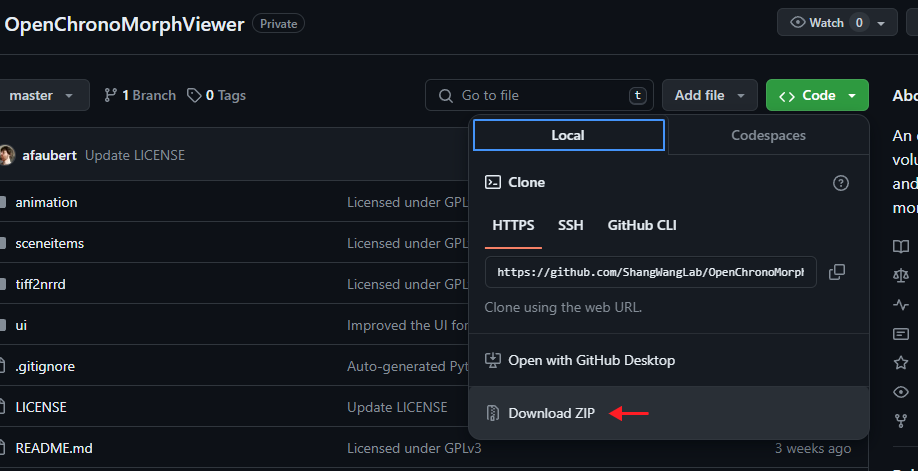 OpenChronoMorphViewer Private Watch 0
master 1 Branch 0 Tags Go to file t Add file Code
Local Codespaces
afaubert Update LICENSE
Clone
animation Licensed under GPL
HTTPS SSH GitHub CLI
sceneitems Licensed under GPL
https://github.com/ShangWangLab/OpenChronoMorph
tiff2nrrd Licensed under GPL
Clone using the web URL.
ui Improved the UI for
Open with GitHub Desktop
.gitignore Auto-generated Pyt
Download ZIP
LICENSE Update LICENSE
README.md Licensed under GPLv3 3 weeks ago
Abo
An
volu
and
mor